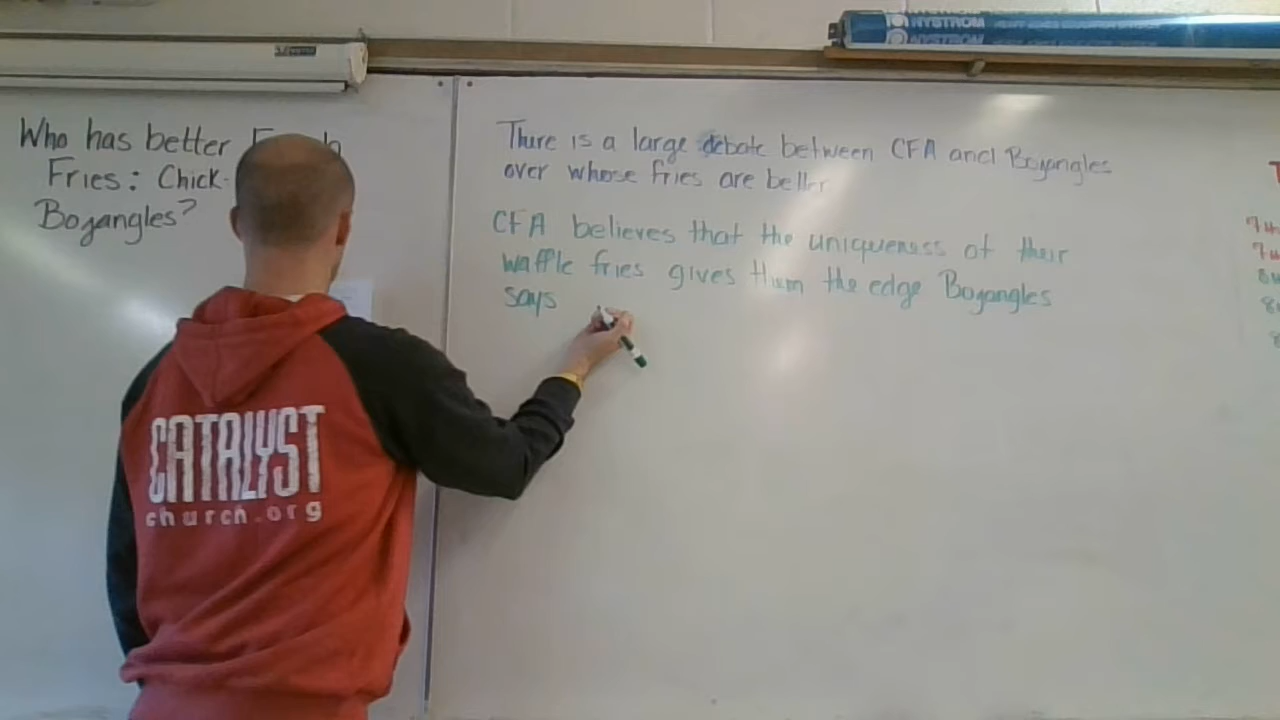 Who has better
Fries: Chick-
Bojangles?
There is a large debate between CFA and Bojangles
over whose fries are better
CFA believes that the uniqueness of their
waffle fries gives them the edge Bojangles
says
CATALYST
church.org
NYSTROM
NYSTROM